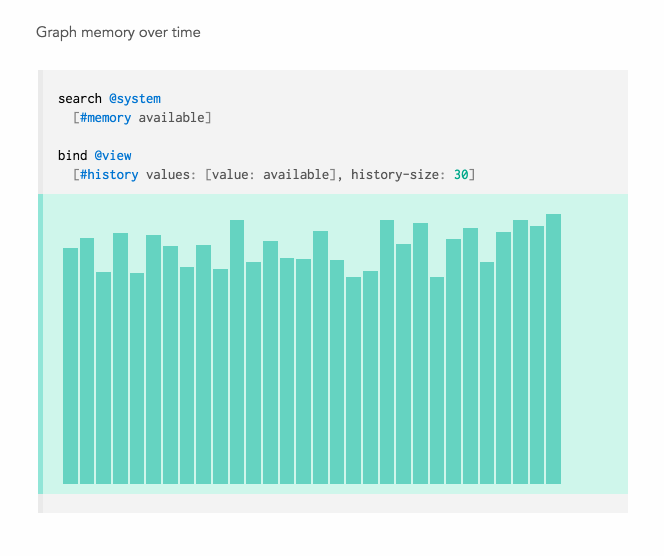 Graph memory over time
search @system
[#memory available]
bind @view
[#history values: [value: available], history-size: 30]